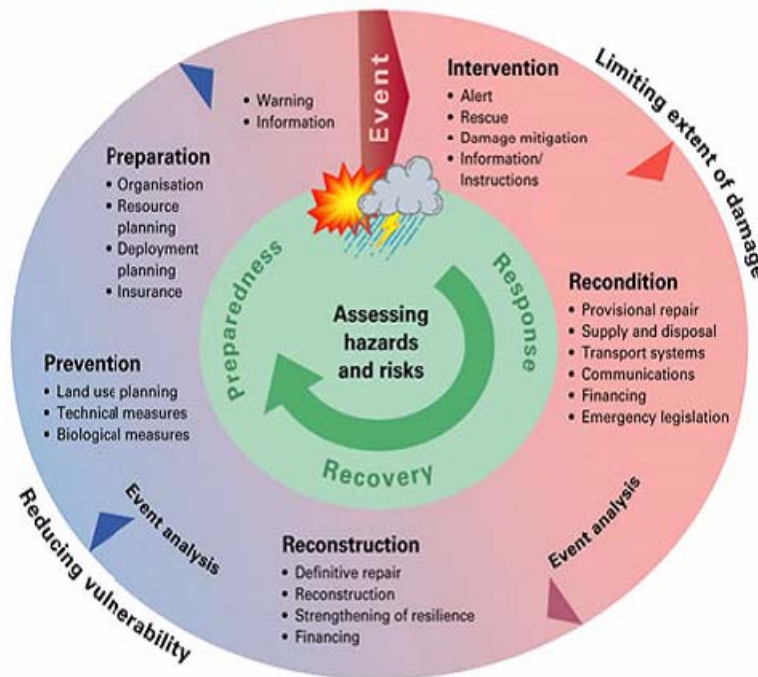 Event
Intervention
• Alert
• Rescue
• Damage mitigation
• Information/
Instructions
Limiting extent of damage
Recondition
• Provisional repair
• Supply and disposal
• Transport systems
• Communications
• Financing
• Emergency legislation
Event analysis
Reconstruction
• Definitive repair
• Reconstruction
• Strengthening of resilience
• Financing
Event analysis
Reducing vulnerability
Prevention
• Land use planning
• Technical measures
• Biological measures
Preparation
• Organisation
• Resource
planning
• Deployment
planning
• Insurance
• Warning
• Information
Preparedness
Response
Recovery
Assessing
hazards
and risks